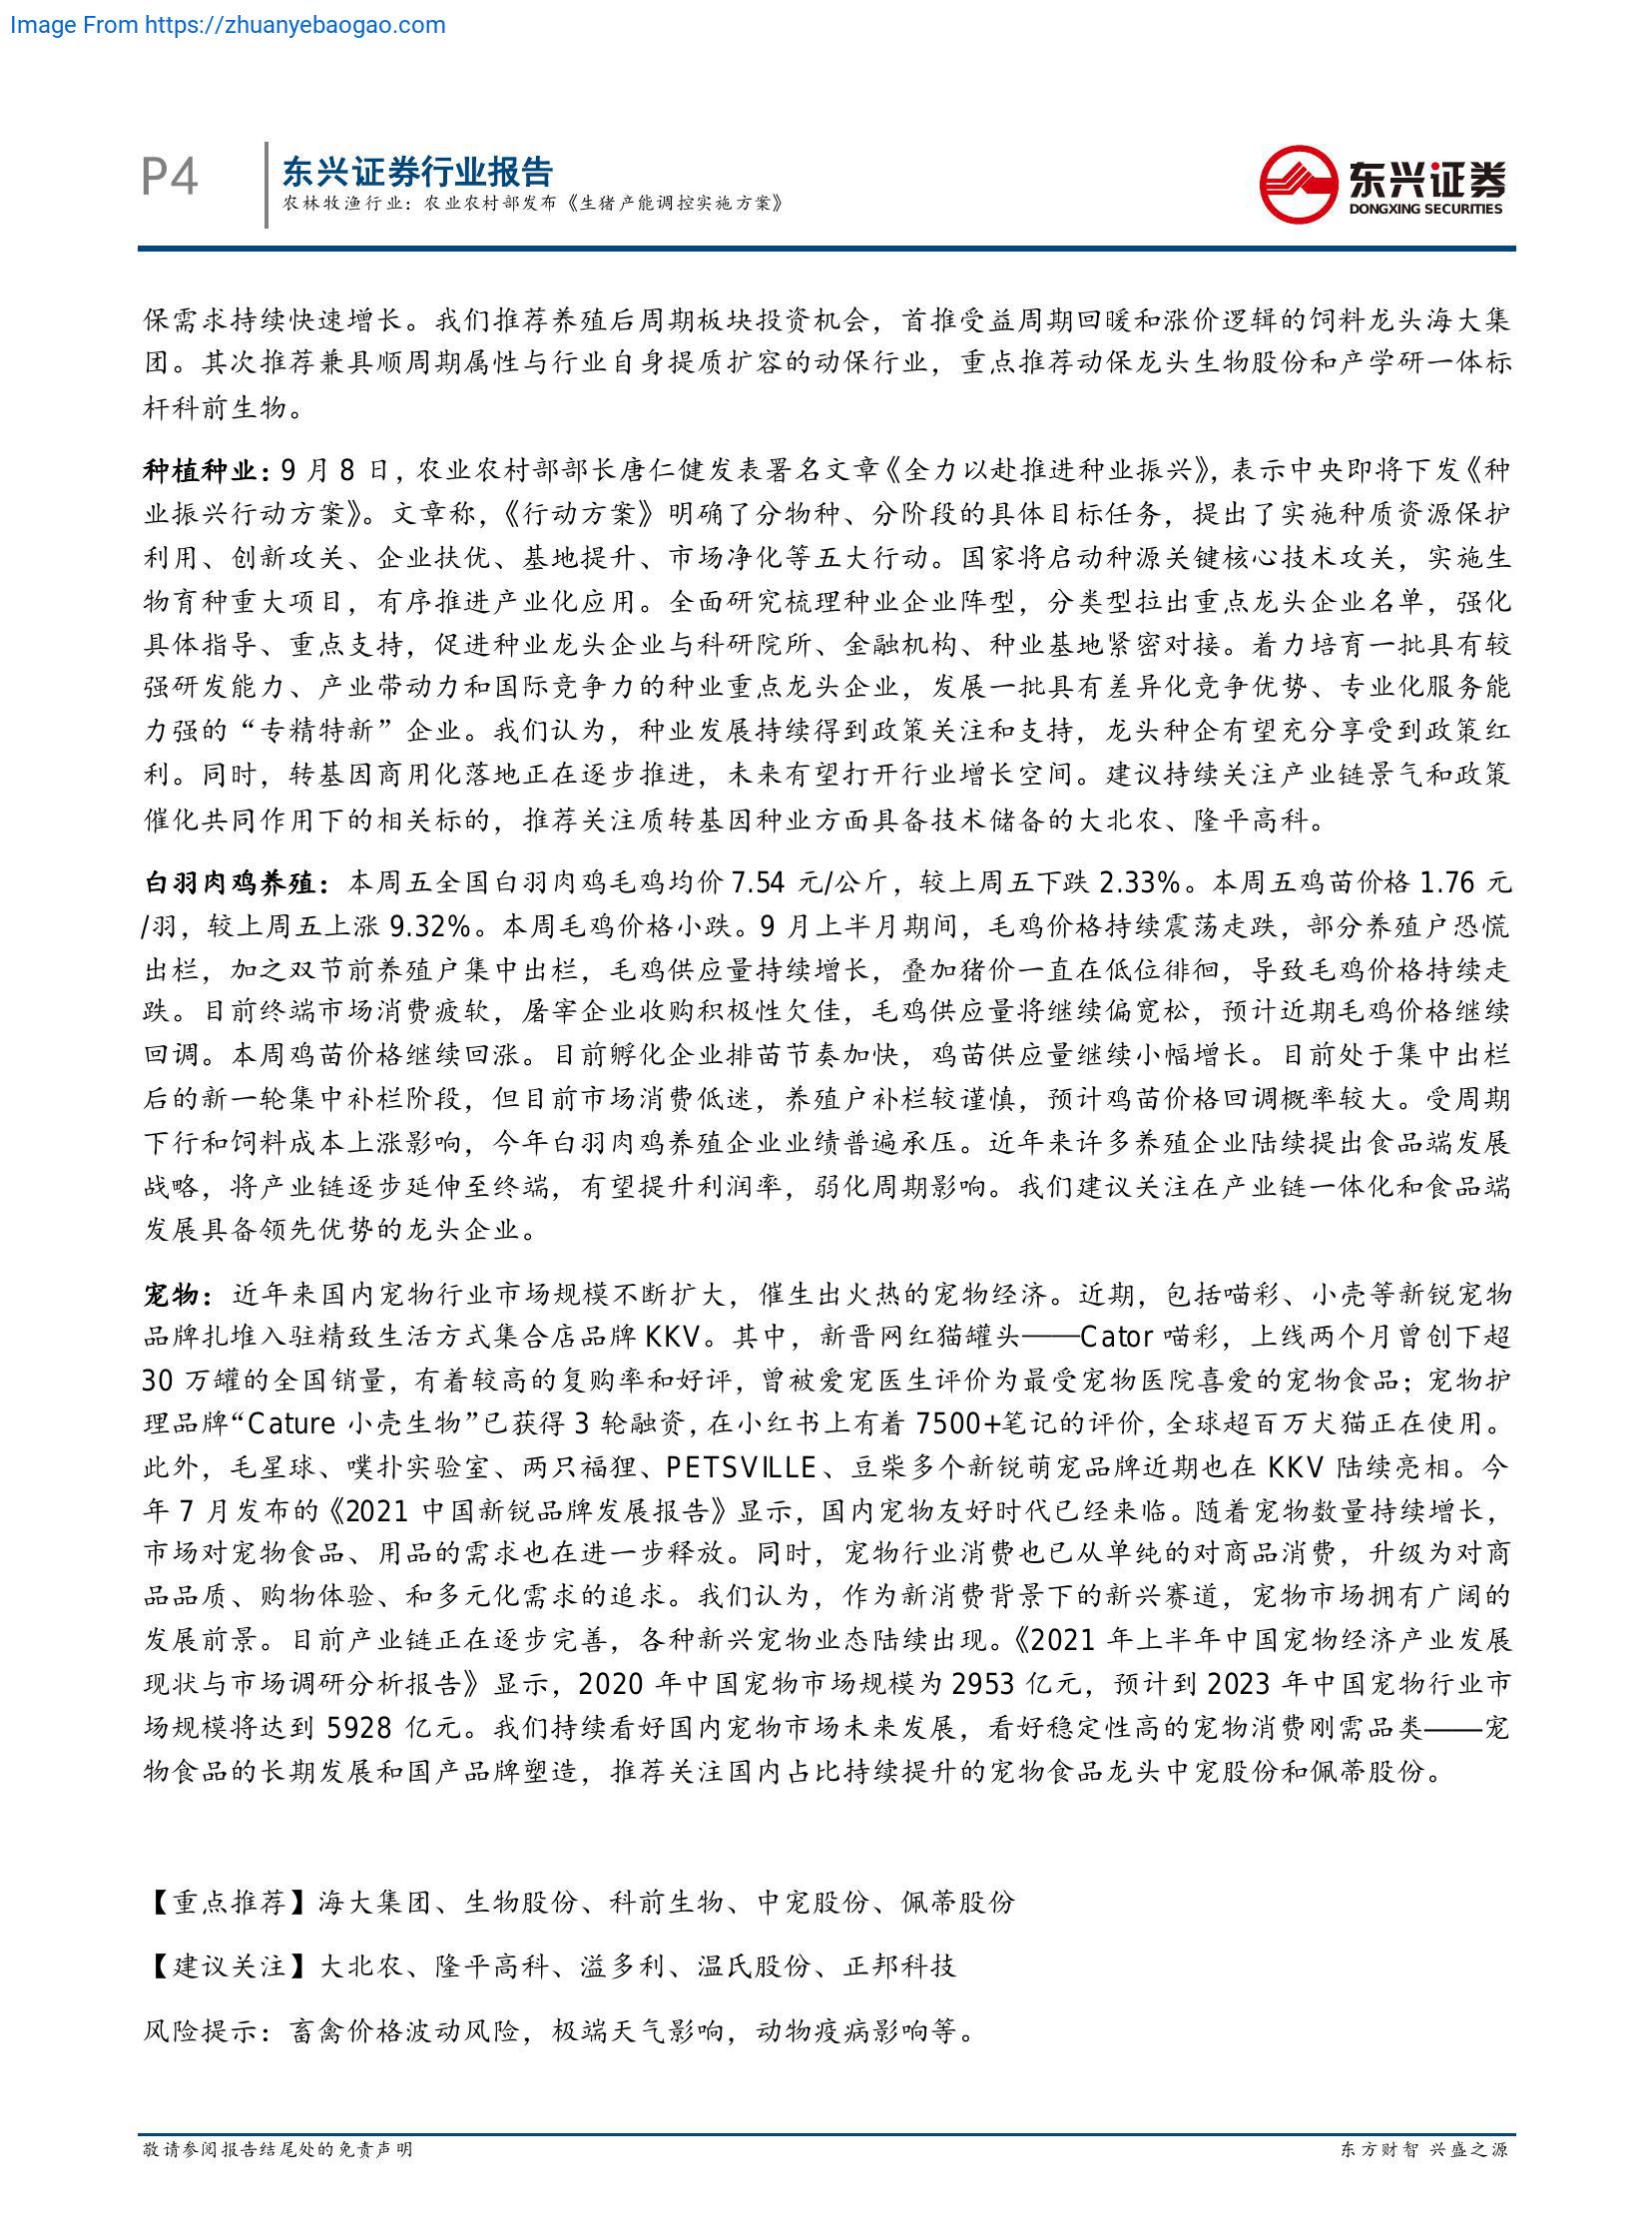 Image From https://zhuanyebaogao.com
P4
东兴证券行业报告
农林牧渔行业：农业农村部发布《生猪产能调控实施方案》
东兴证券
DONGXING SECURITIES
保需求持续快速增长。我们推荐养殖后周期板块投资机会，首推受益周期回暖和涨价逻辑的饲料龙头海大集
团。其次推荐兼具顺周期属性与行业自身提质扩容的动保行业，重点推荐动保龙头生物股份和产学研一体标
杆科前生物。
种植种业：9 月 8 日，农业农村部部长唐仁健发表署名文章《全力以赴推进种业振兴》，表示中央即将下发《种
业振兴行动方案》。文章称，《行动方案》明确了分物种、分阶段的具体目标任务，提出了实施种质资源保护
利用、创新攻关、企业扶优、基地提升、市场净化等五大行动。国家将启动种源关键核心技术攻关，实施生
物育种重大项目，有序推进产业化应用。全面研究梳理种业企业阵型，分类型拉出重点龙头企业名单，强化
具体指导、重点支持，促进种业龙头企业与科研院所、金融机构、种业基地紧密对接。着力培育一批具有较
强研发能力、产业带动力和国际竞争力的种业重点龙头企业，发展一批具有差异化竞争优势、专业化服务能
力强的“专精特新”企业。我们认为，种业发展持续得到政策关注和支持，龙头种企有望充分享受到政策红
利。同时，转基因商用化落地正在逐步推进，未来有望打开行业增长空间。建议持续关注产业链景气和政策
催化共同作用下的相关标的，推荐关注质转基因种业方面具备技术储备的大北农、隆平高科。
白羽肉鸡养殖：本周五全国白羽肉鸡毛鸡均价 7.54 元/公斤，较上周五下跌 2.33%。本周五鸡苗价格 1.76 元
/羽，较上周五上涨 9.32%。本周毛鸡价格小跌。9 月上半月期间，毛鸡价格持续震荡走跌，部分养殖户恐慌
出栏，加之双节前养殖户集中出栏，毛鸡供应量持续增长，叠加猪价一直在低位徘徊，导致毛鸡价格持续走
跌。目前终端市场消费疲软，屠宰企业收购积极性欠佳，毛鸡供应量将继续偏宽松，预计近期毛鸡价格继续
回调。本周鸡苗价格继续回涨。目前孵化企业排苗节奏加快，鸡苗供应量继续小幅增长。目前处于集中出栏
后的新一轮集中补栏阶段，但目前市场消费低迷，养殖户补栏较谨慎，预计鸡苗价格回调概率较大。受周期
下行和饲料成本上涨影响，今年白羽肉鸡养殖企业业绩普遍承压。近年来许多养殖企业陆续提出食品端发展
战略，将产业链逐步延伸至终端，有望提升利润率，弱化周期影响。我们建议关注在产业链一体化和食品端
发展具备领先优势的龙头企业。
宠物：近年来国内宠物行业市场规模不断扩大，催生出火热的宠物经济。近期，包括喵彩、小壳等新锐宠物
品牌扎堆入驻精致生活方式集合店品牌 KKV。其中，新晋网红猫罐头——Cator 喵彩，上线两个月曾创下超
30 万罐的全国销量，有着较高的复购率和好评，曾被爱宠医生评价为最受宠物医院喜爱的宠物食品；宠物护
理品牌“Cature 小壳生物”已获得 3 轮融资，在小红书上有着 7500+笔记的评价，全球超百万犬猫正在使用。
此外，毛星球、噗扑实验室、两只福狸、PETSVILLE、豆柴多个新锐萌宠品牌近期也在 KKV 陆续亮相。今
年 7 月发布的《2021 中国新锐品牌发展报告》显示，国内宠物友好时代已经来临。随着宠物数量持续增长，
市场对宠物食品、用品的需求也在进一步释放。同时，宠物行业消费也已从单纯的对商品消费，升级为对商
品品质、购物体验、和多元化需求的追求。我们认为，作为新消费背景下的新兴赛道，宠物市场拥有广阔的
发展前景。目前产业链正在逐步完善，各种新兴宠物业态陆续出现。《2021 年上半年中国宠物经济产业发展
现状与市场调研分析报告》显示，2020 年中国宠物市场规模为 2953 亿元，预计到 2023 年中国宠物行业市
场规模将达到 5928 亿元。我们持续看好国内宠物市场未来发展，看好稳定性高的宠物消费刚需品类——宠
物食品的长期发展和国产品牌塑造，推荐关注国内占比持续提升的宠物食品龙头中宠股份和佩蒂股份。
【重点推荐】海大集团、生物股份、科前生物、中宠股份、佩蒂股份
【建议关注】大北农、隆平高科、溢多利、温氏股份、正邦科技
风险提示：畜禽价格波动风险，极端天气影响，动物疫病影响等。
敬请参阅报告结尾处的免责声明
东方财智 兴盛之源